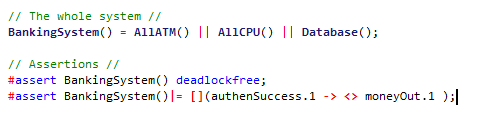 // The whole system //
BankingSystem() = AllATM() || AllCPU() || Database();
// Assertions //
#assert BankingSystem() deadlockfree;
#assert BankingSystem()|= [](authenSuccess.1 -> <> moneyOut.1 );